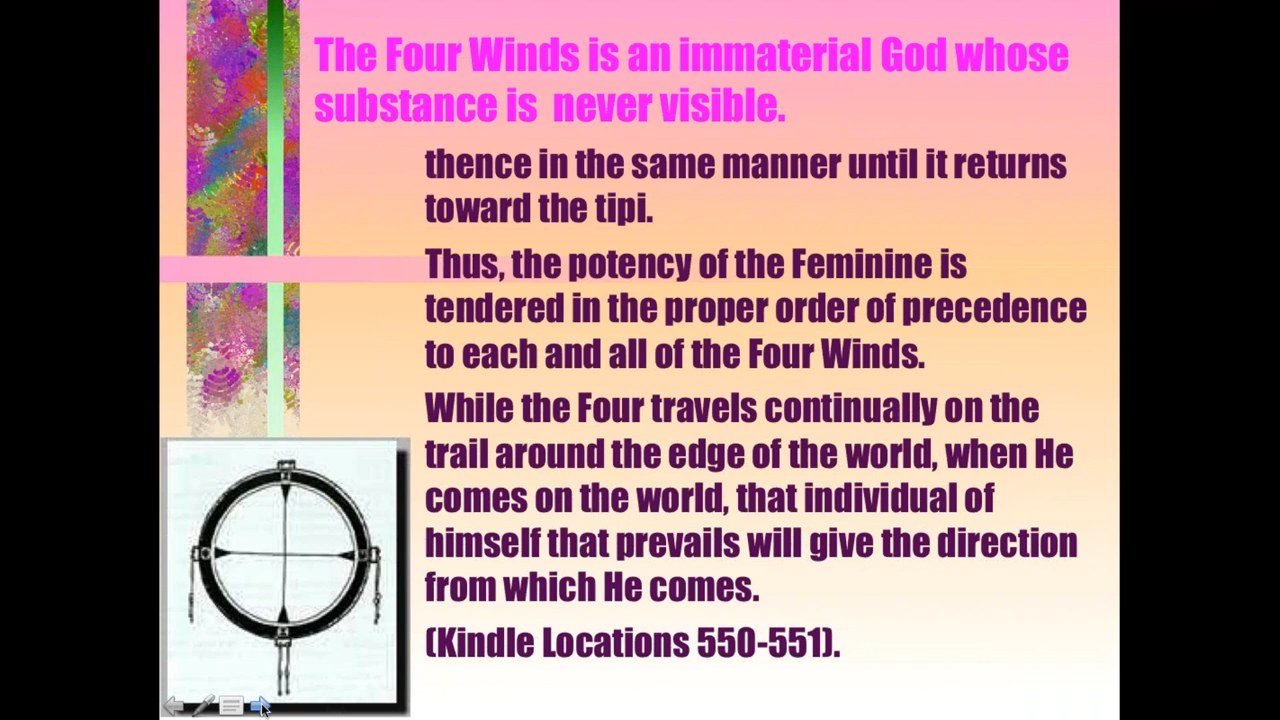 The Four Winds is an immaterial God whose
substance is never visible.
thence in the same manner until it returns
toward the tipi.
Thus, the potency of the Feminine is
tendered in the proper order of precedence
to each and all of the Four Winds.
While the Four travels continually on the
trail around the edge of the world, when He
comes on the world, that individual of
himself that prevails will give the direction
from which He comes.
(Kindle Locations 550-551).